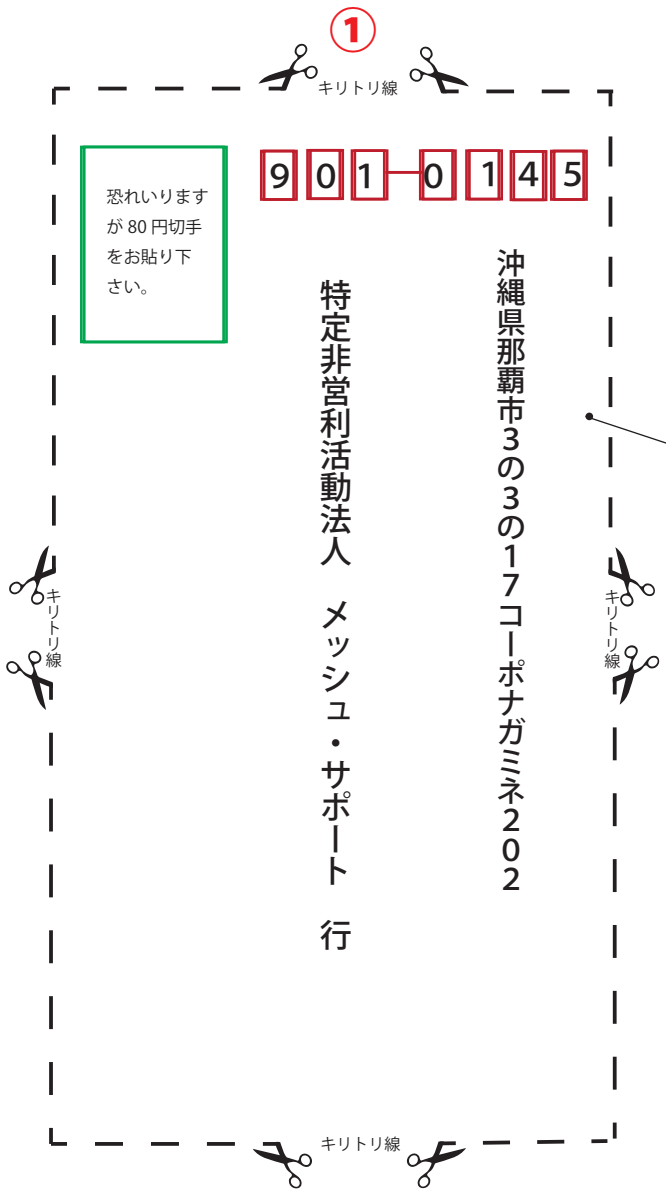 ①
キリトリ線
恐れいります
が 80 円切手
をお貼り下
さい。
901-0145
沖縄県那覇市3の3の17コーポナガミネ202
特定非営利活動法人　メッシュ・サポート　行
キリトリ線
キリトリ線
キリトリ線